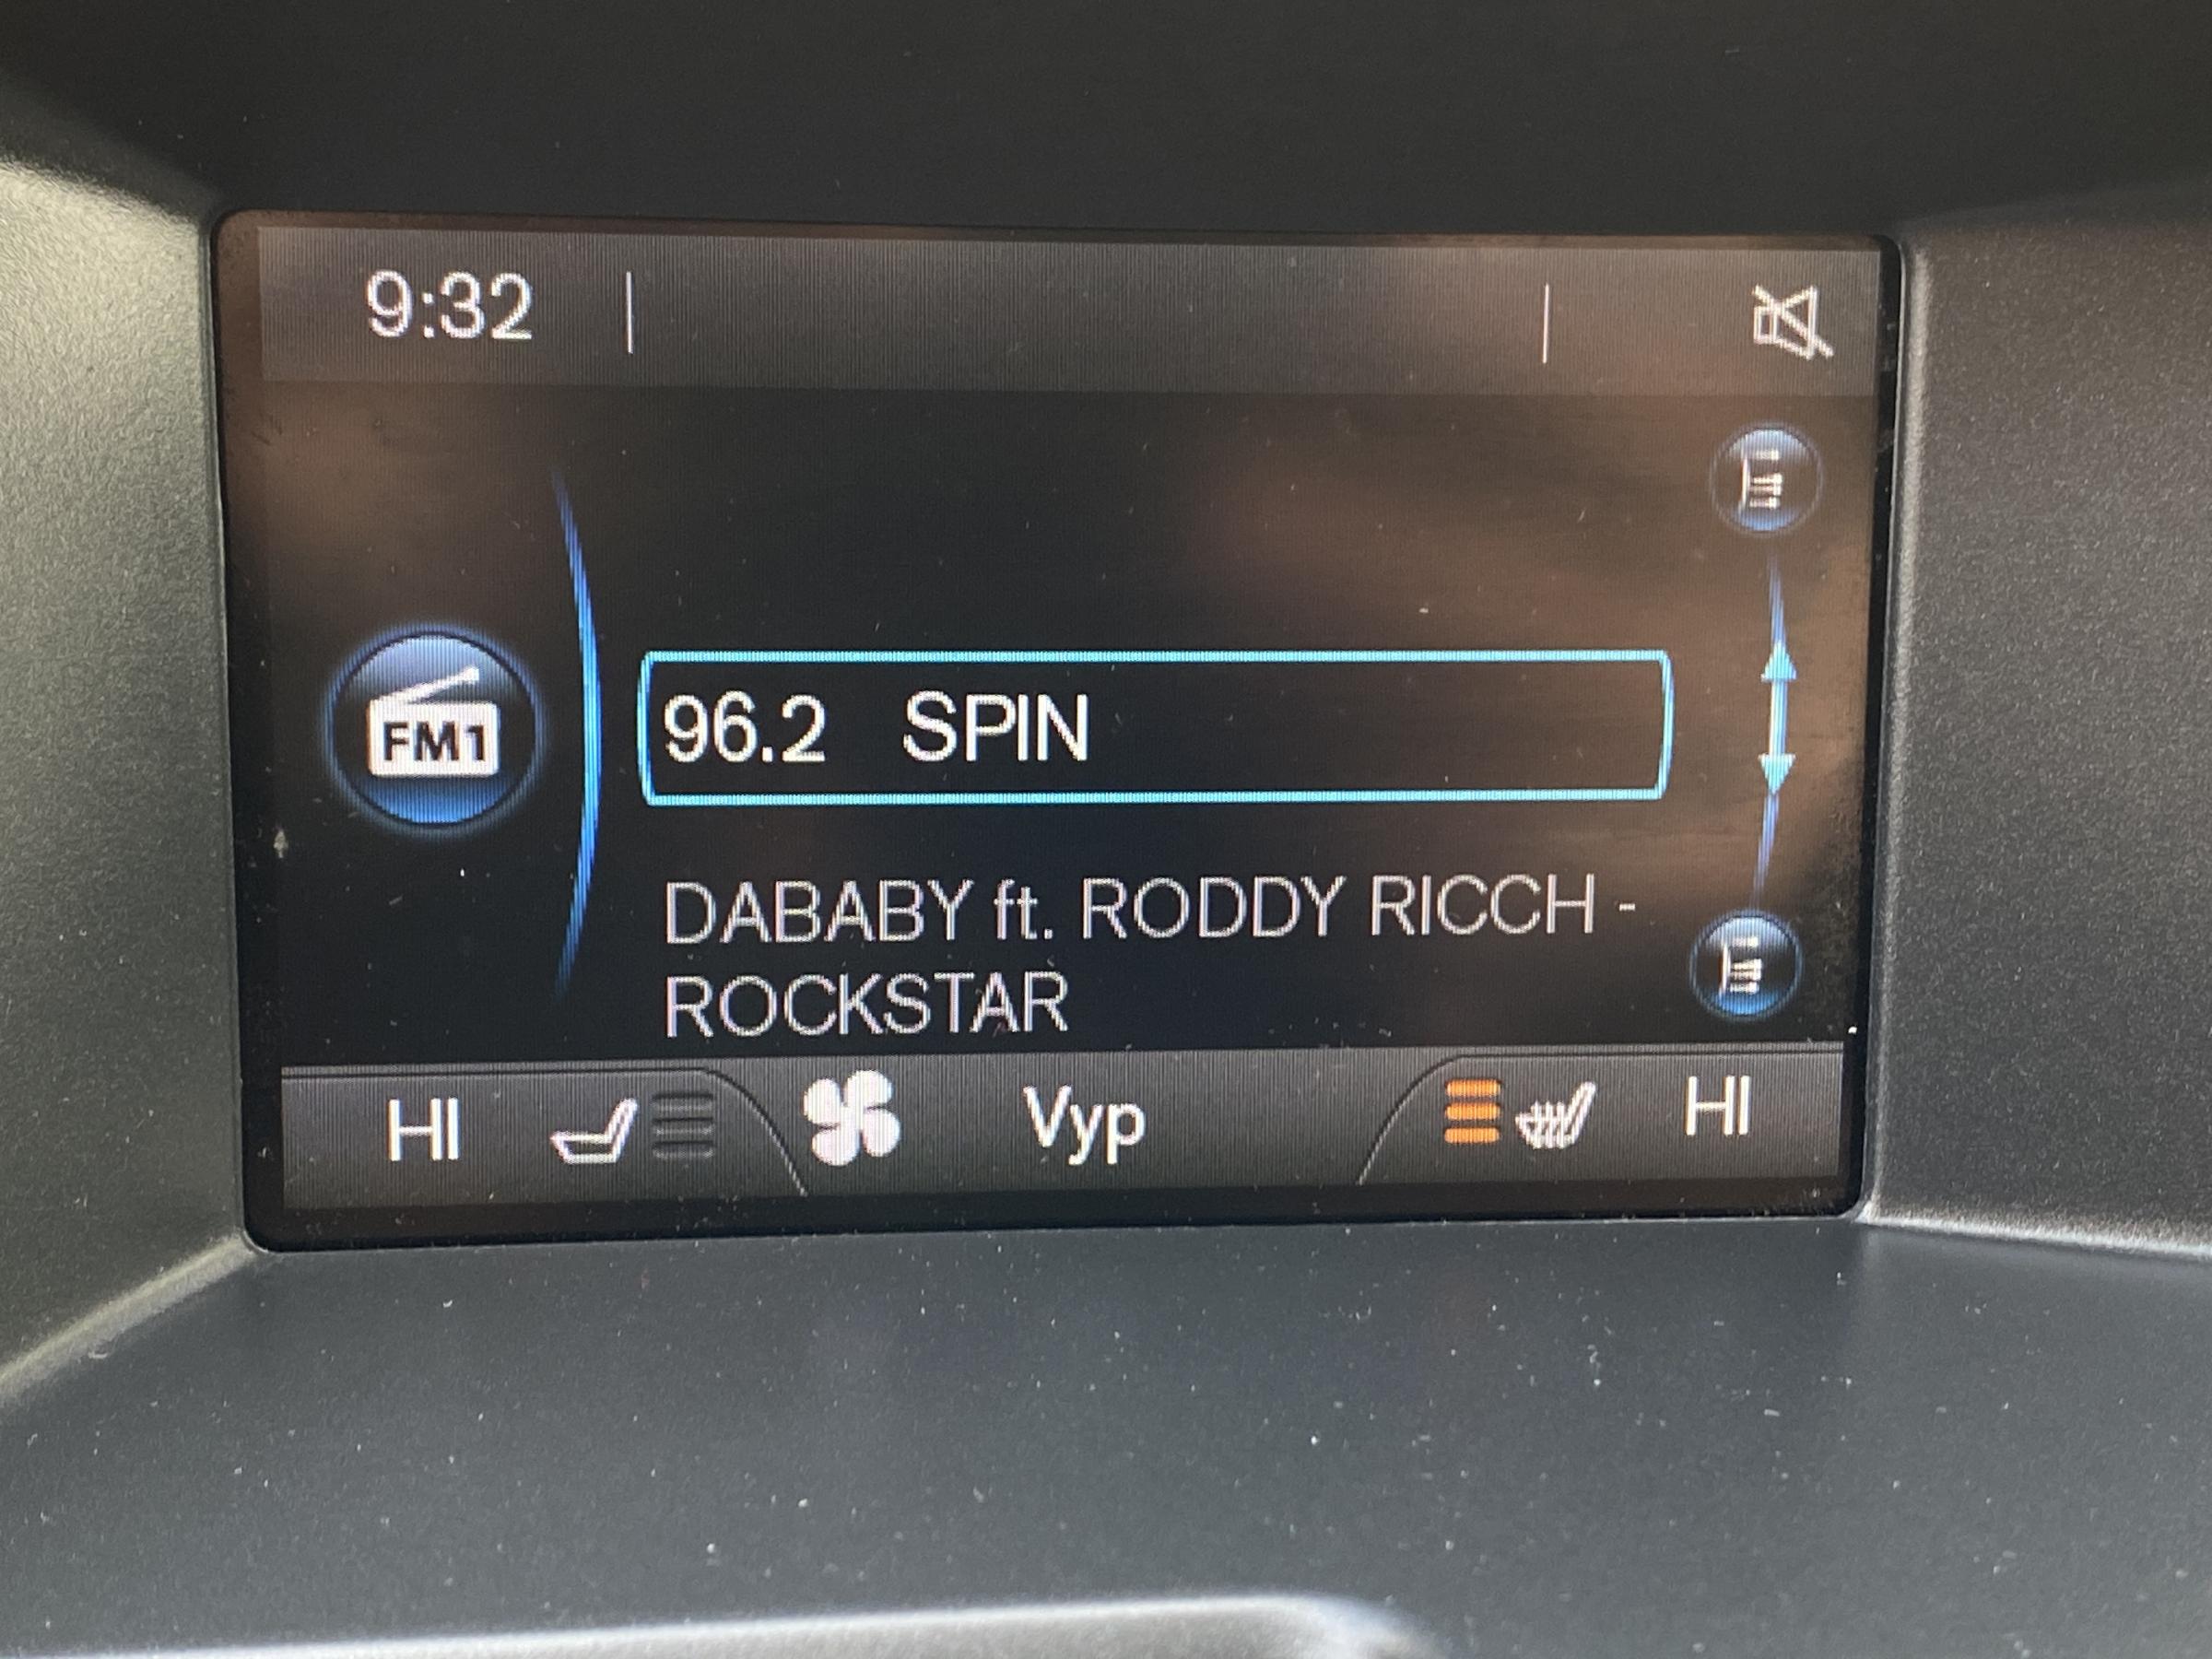 9:32
FM1
96.2 SPIN
DABABY ft. RODDY RICCH -
ROCKSTAR
HI Vyp HI